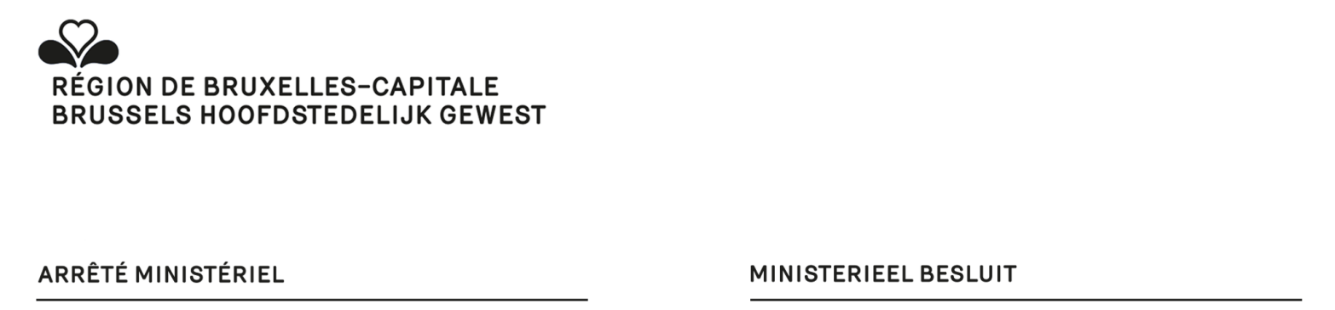 RÉGION DE BRUXELLES-CAPITALE
BRUSSELS HOOFDSTEDELIJK GEWEST
ARRÊTÉ MINISTÉRIEL
MINISTERIEEL BESLUIT